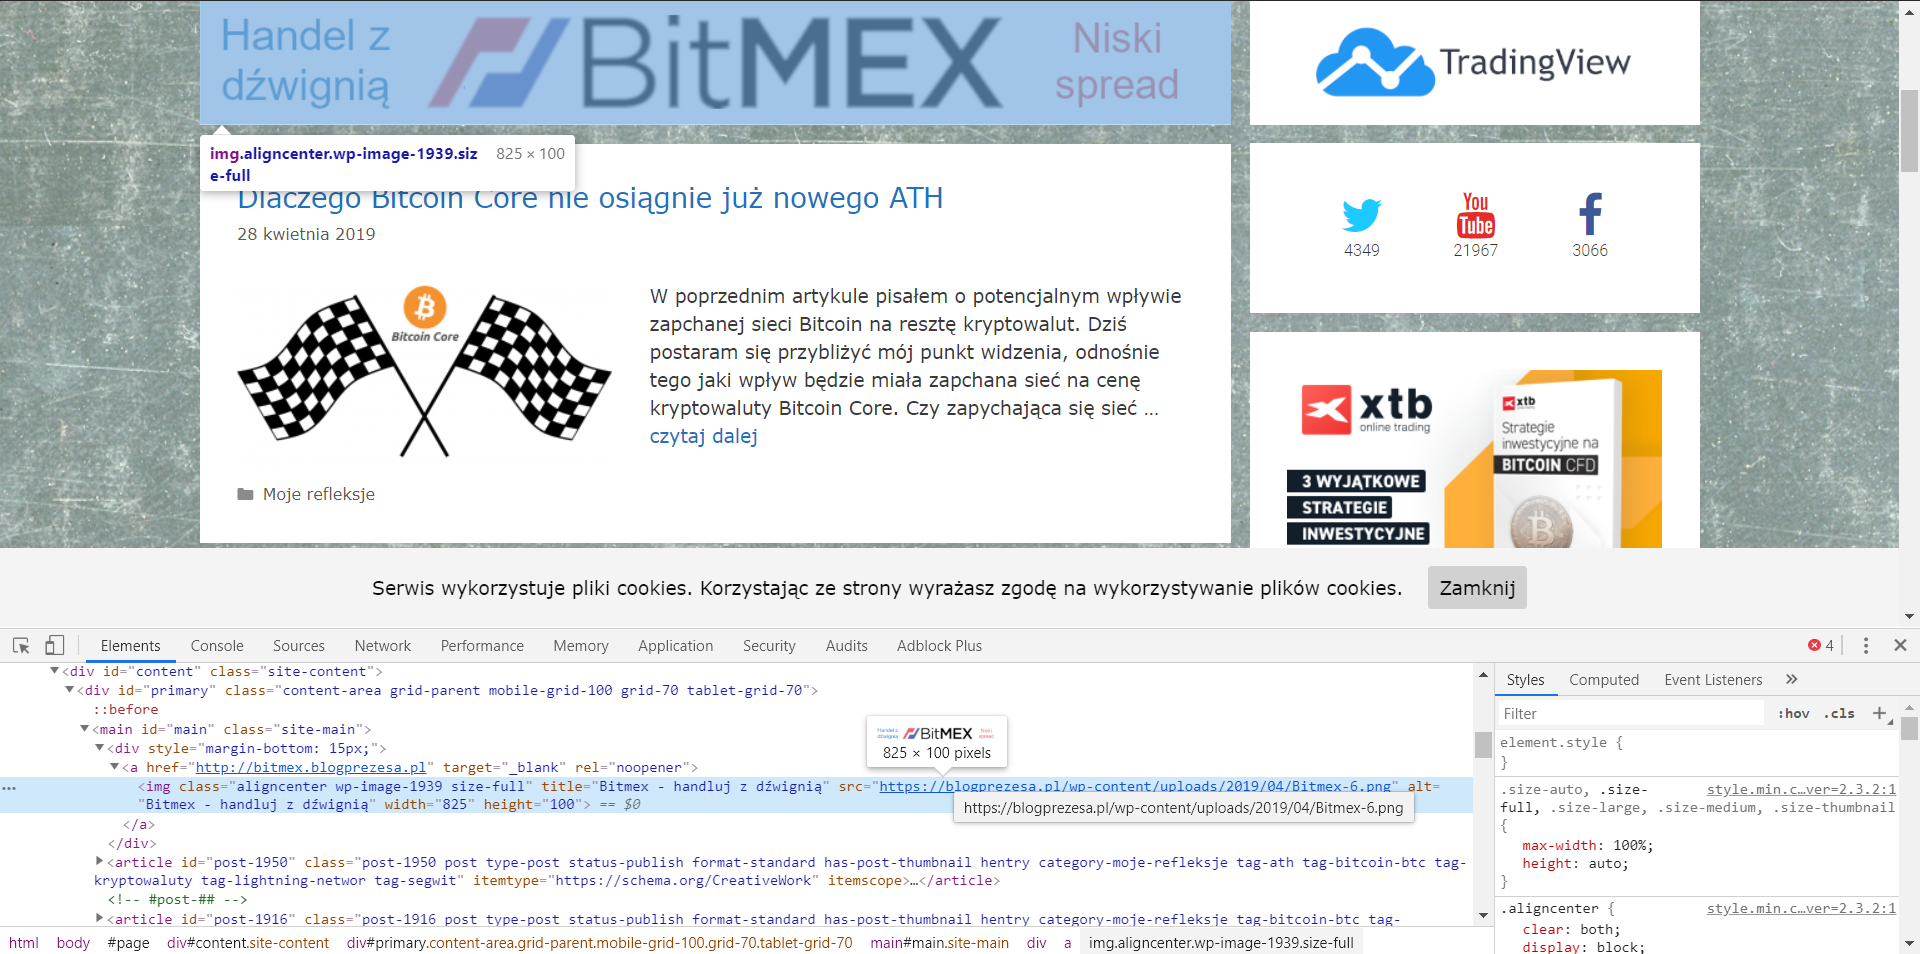 Handel z
dźwignią
BitMEX
Niski
spread
TradingView
img.aligncenter.wp-image-1939.siz
e-full
825 × 100
Dlaczego Bitcoin Core nie osiągnie już nowego ATH
28 kwietnia 2019
Bitcoin Core
W poprzednim artykule pisałem o potencjalnym wpływie
zapchanej sieci Bitcoin na resztę kryptowalut. Dziś
postaram się przybliżyć mój punkt widzenia, odnośnie
tego jaki wpływ będzie miała zapchana sieć na cenę
kryptowaluty Bitcoin Core. Czy zapychająca się sieć ...
czytaj dalej
Moje refleksje
You
Tube
4349
21967
3066
xtb
online trading
3 WYJĄTKOWE
STRATEGIE
INWESTYCYJNE
xtb
Strategie
inwestycyjne na
BITCOIN CFD
Serwis wykorzystuje pliki cookies. Korzystając ze strony wyrażasz zgodę na wykorzystywanie plików cookies.
Zamknij
Elements Console Sources Network Performance Memory Application Security Audits Adblock Plus
4
<div id="content" class="site-content">
<div id="primary" class="content-area grid-parent mobile-grid-100 grid-70 tablet-grid-70">
::before
<main id="main" class="site-main">
<div style="margin-bottom: 15px;">
<a href="http://bitmex.blogprezesa.pl" target="_blank" rel="noopener">
<img class="aligncenter wp-image-1939 size-full" title="Bitmex - handluj z dźwignią" src="https://blogprezesa.pl/wp-content/uploads/2019/04/Bitmex-6.png" alt=
"Bitmex - handluj z dźwignią" width="825" height="100"> == $0
</a>
</div>
<article id="post-1950" class="post-1950 post type-post status-publish format-standard has-post-thumbnail hentry category-moje-refleksje tag-ath tag-bitcoin-btc tag-
kryptowaluty tag-lightning-networ tag-segwit" itemtype="https://schema.org/CreativeWork" itemscope>…</article>
<!-- #post-## -->
<article id="post-1916" class="post-1916 post type-post status-publish format-standard has-post-thumbnail hentry category-moje-refleksje tag-bitcoin-btc tag-
Handel z
dźwignią
BitMEX
Niski
spread
825 × 100 pixels
https://blogprezesa.pl/wp-content/uploads/2019/04/Bitmex-6.png
html body #page div#content.site-content div#primary.content-area.grid-parent.mobile-grid-100.grid-70.tablet-grid-70 main#main.site-main div a img.aligncenter.wp-image-1939.size-full
Styles Computed Event Listeners »
Filter
:hov .cls +
element.style {
}
.size-auto, .size- style.min.c…ver=2.3.2:1
full, .size-large, .size-medium, .size-thumbnail
{
max-width: 100%;
height: auto;
}
.aligncenter { style.min.c…ver=2.3.2:1
clear: both;
display: block;